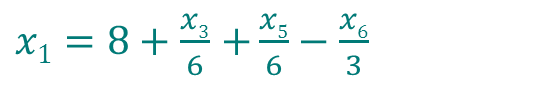 x₁ = 8 + x₃/6 + x₅/6 − x₆/3